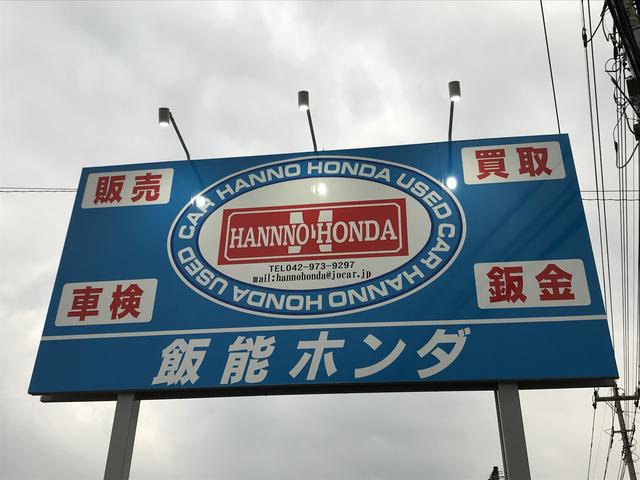 販売
買取
CAR HANNO HONDA USED CAR HANNO HONDA USED
HANNNO HONDA
TEL042-973-9297
mail:hannohonda@jocar.jp
車検
鈑金
飯能ホンダ